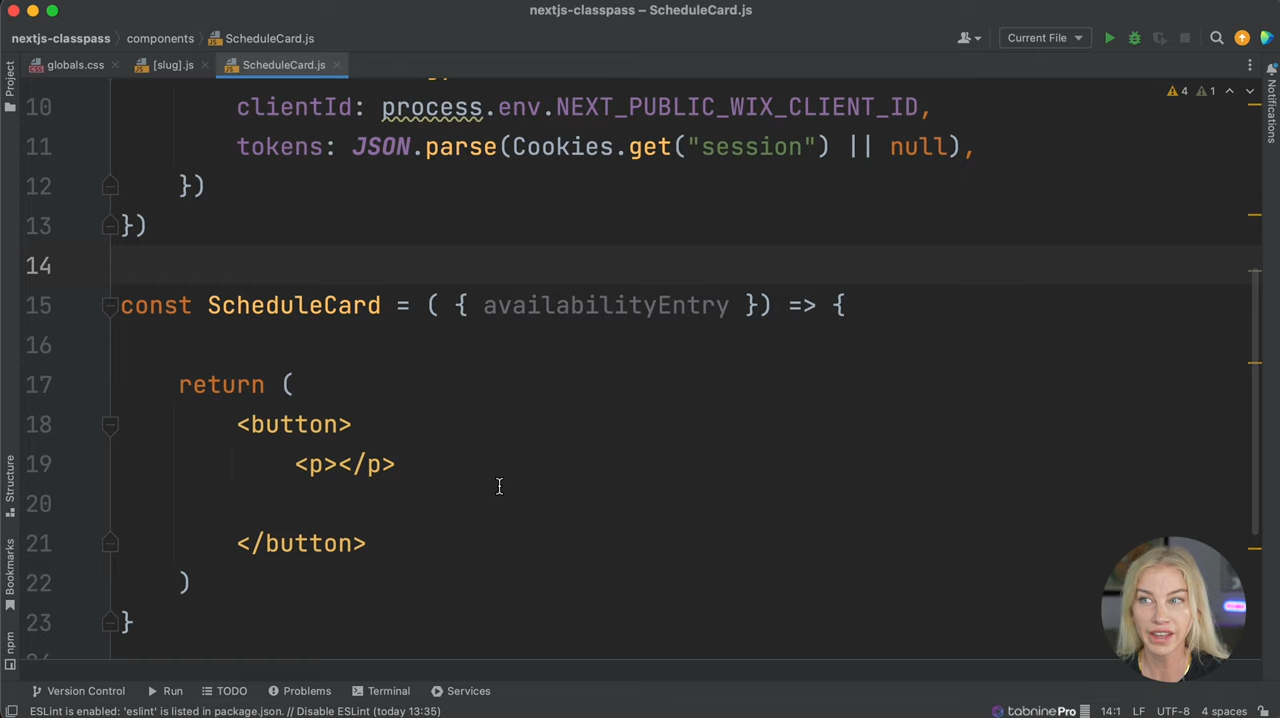 nextjs-classpass – ScheduleCard.js
nextjs-classpass
components
ScheduleCard.js
Current File
globals.css
[slug].js
ScheduleCard.js
Project
Notifications
4
1
10 clientId: process.env.NEXT_PUBLIC_WIX_CLIENT_ID,
11 tokens: JSON.parse(Cookies.get("session") || null),
12 })
13 })
14
15 const ScheduleCard = ( { availabilityEntry }) => {
16
17 return (
18 <button>
19 <p></p>
20
21 </button>
22 )
23 }
Structure
Bookmarks
npm
Version Control
Run
TODO
Problems
Terminal
Services
ESLint is enabled: 'eslint' is listed in package.json. // Disable ESLint (today 13:35)
tabnine Pro
14:1
LF
UTF-8
4 spaces